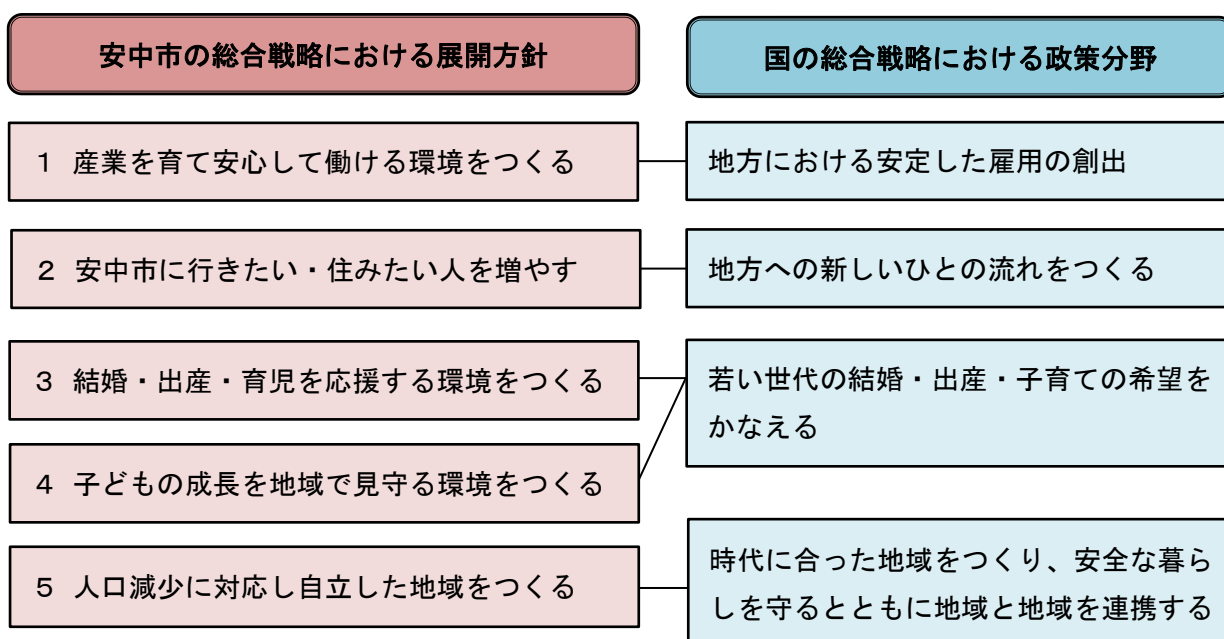 安中市の総合戦略における展開方針
国の総合戦略における政策分野
1 産業を育て安心して働ける環境をつくる
地方における安定した雇用の創出
2 安中市に行きたい・住みたい人を増やす
地方への新しいひとの流れをつくる
3 結婚・出産・育児を応援する環境をつくる
若い世代の結婚・出産・子育ての希望を
かなえる
4 子どもの成長を地域で見守る環境をつくる
5 人口減少に対応し自立した地域をつくる
時代に合った地域をつくり、安全な暮ら
しを守るとともに地域と地域を連携する